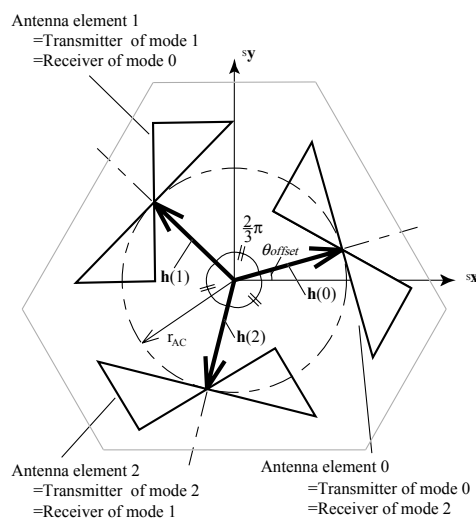 Antenna element 1
=Transmitter of mode 1
=Receiver of mode 0
ˢy
2/3 π
θoffset
ˢx
h(1)
h(0)
h(2)
r_AC
Antenna element 2
=Transmitter of mode 2
=Receiver of mode 1
Antenna element 0
=Transmitter of mode 0
=Receiver of mode 2